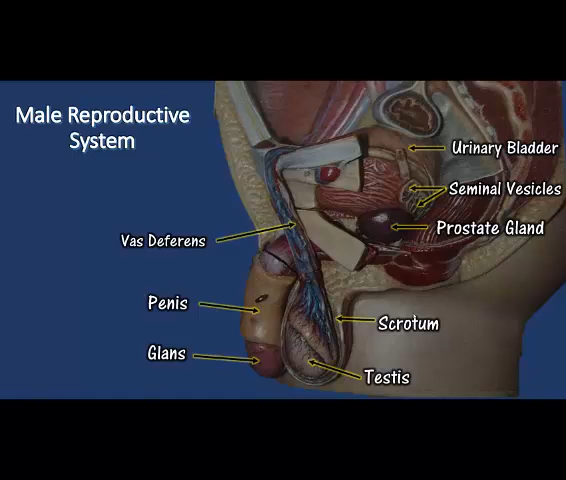 Male Reproductive
System
Urinary Bladder
Seminal Vesicles
Prostate Gland
Vas Deferens
Penis
Scrotum
Glans
Testis